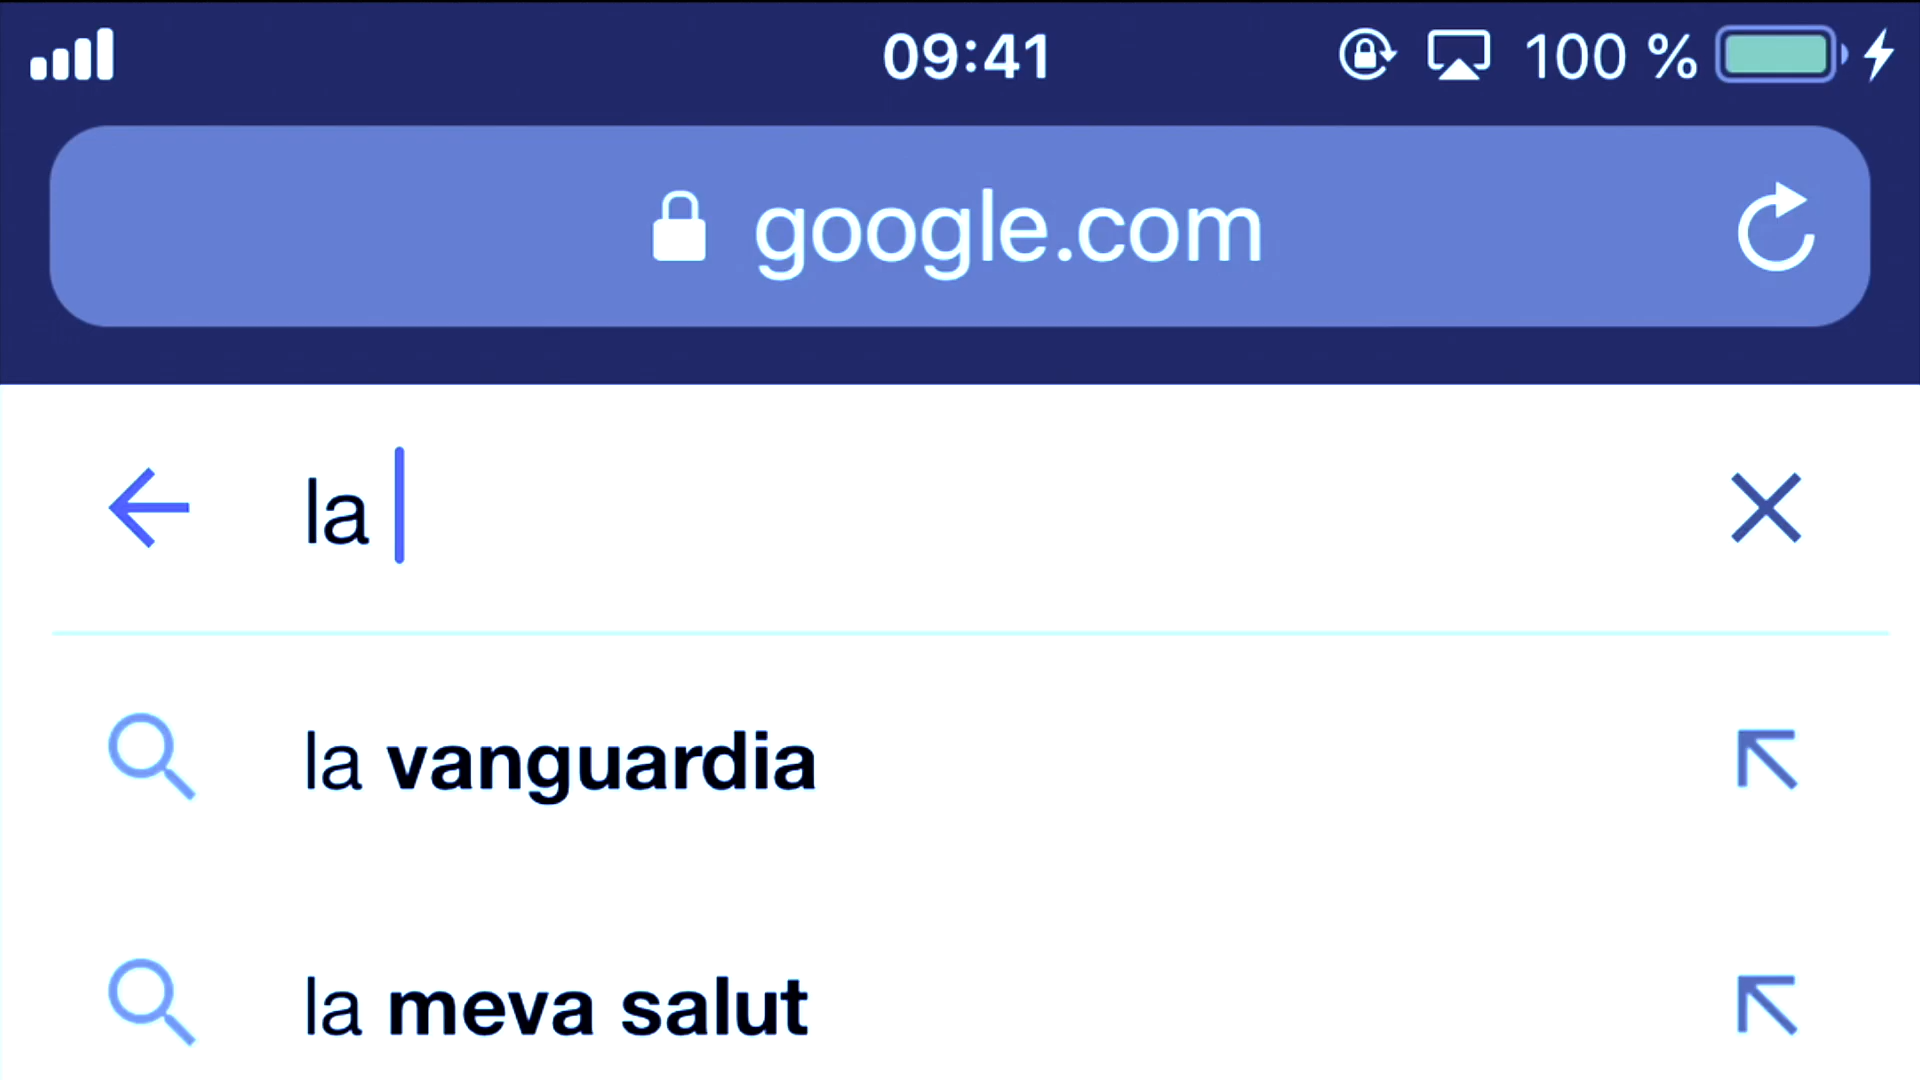 09:41 100 %
google.com
la
la vanguardia
la meva salut